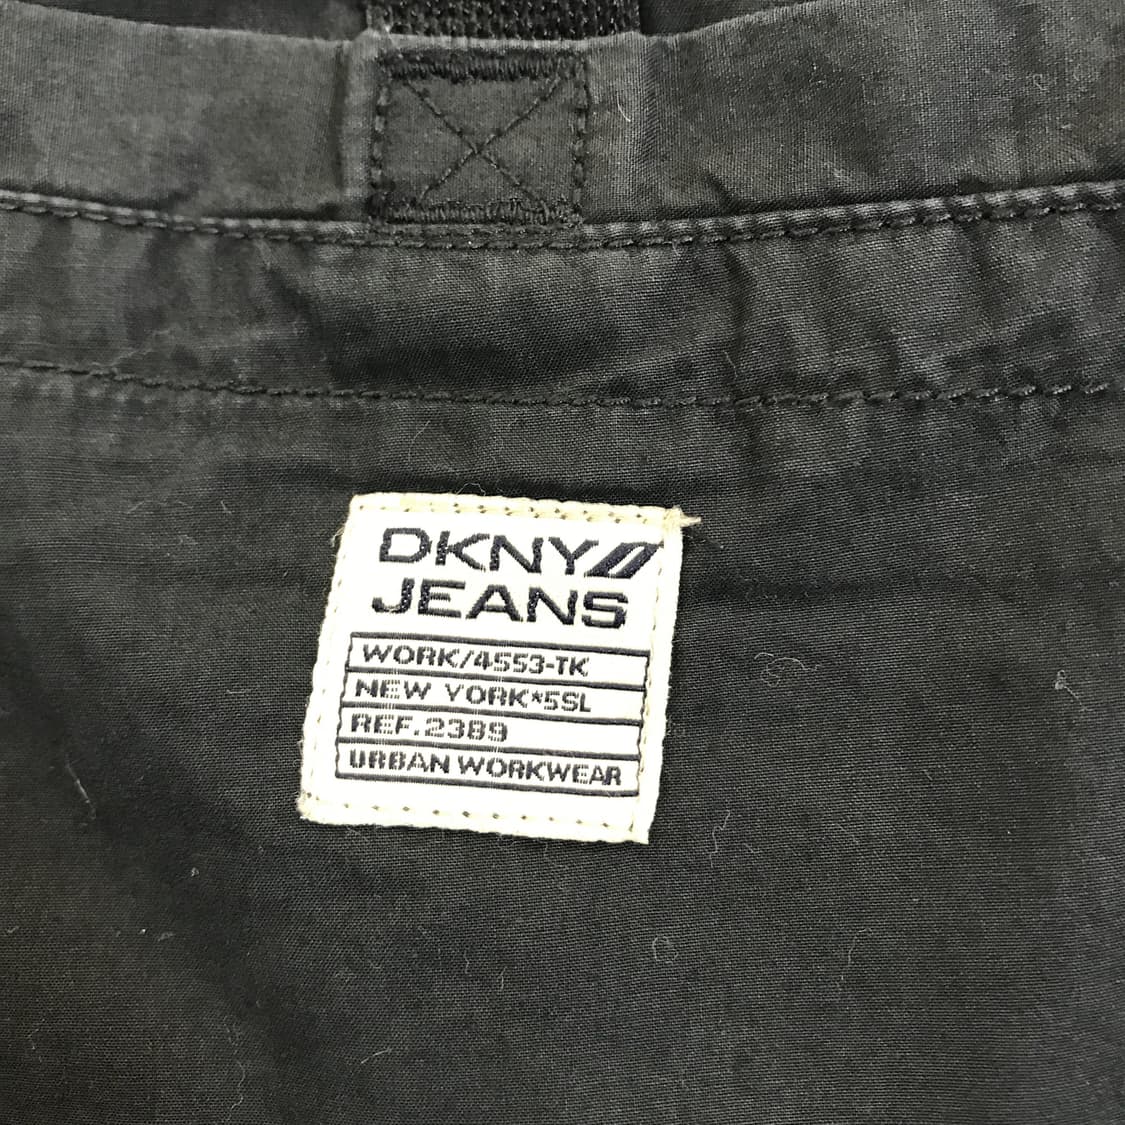 DKNY
JEANS
WORK/4553-TK
NEW YORK*5SL
REF.2389
URBAN WORKWEAR